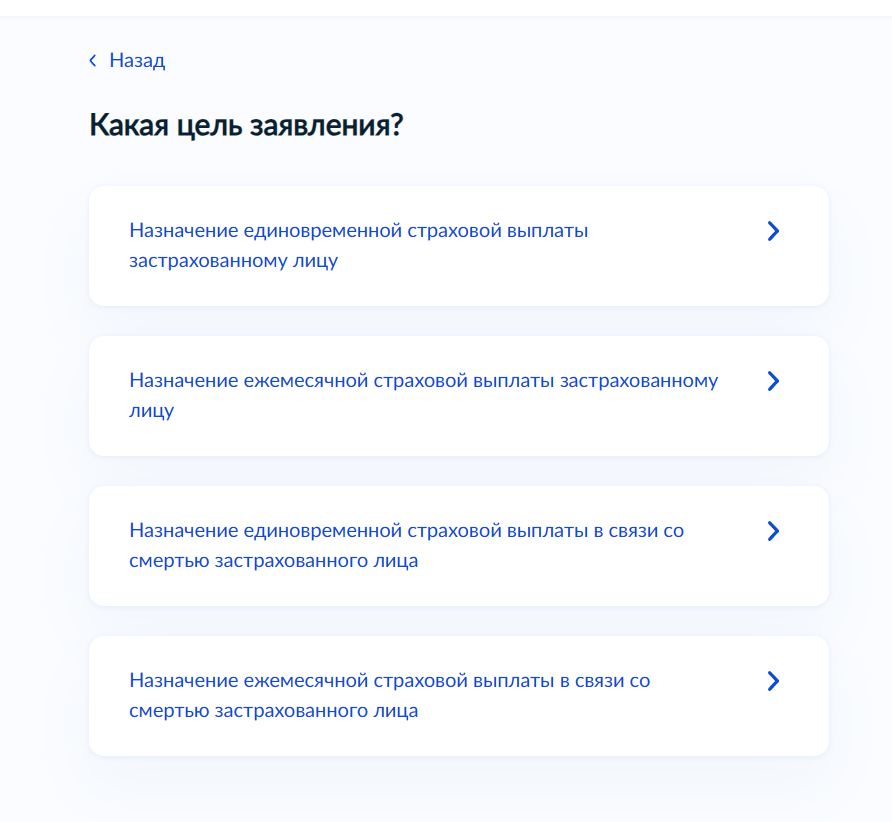 Назад
Какая цель заявления?
Назначение единовременной страховой выплаты
застрахованному лицу
Назначение ежемесячной страховой выплаты застрахованному
лицу
Назначение единовременной страховой выплаты в связи со
смертью застрахованного лица
Назначение ежемесячной страховой выплаты в связи со
смертью застрахованного лица